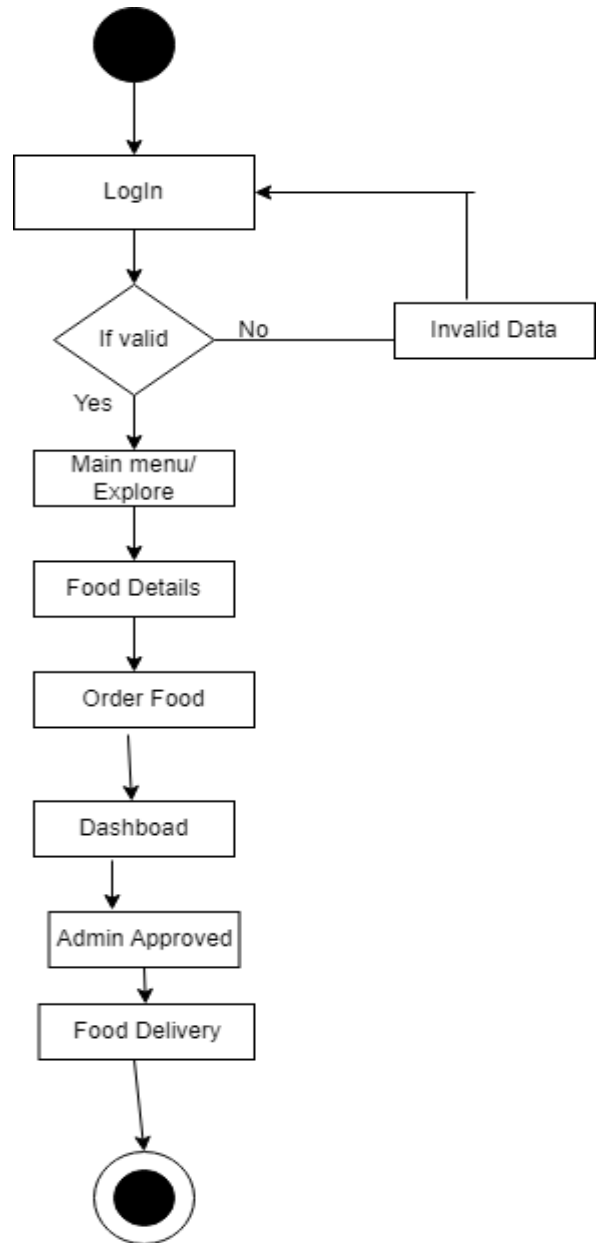 LogIn
If valid
No
Invalid Data
Yes
Main menu/
Explore
Food Details
Order Food
Dashboad
Admin Approved
Food Delivery